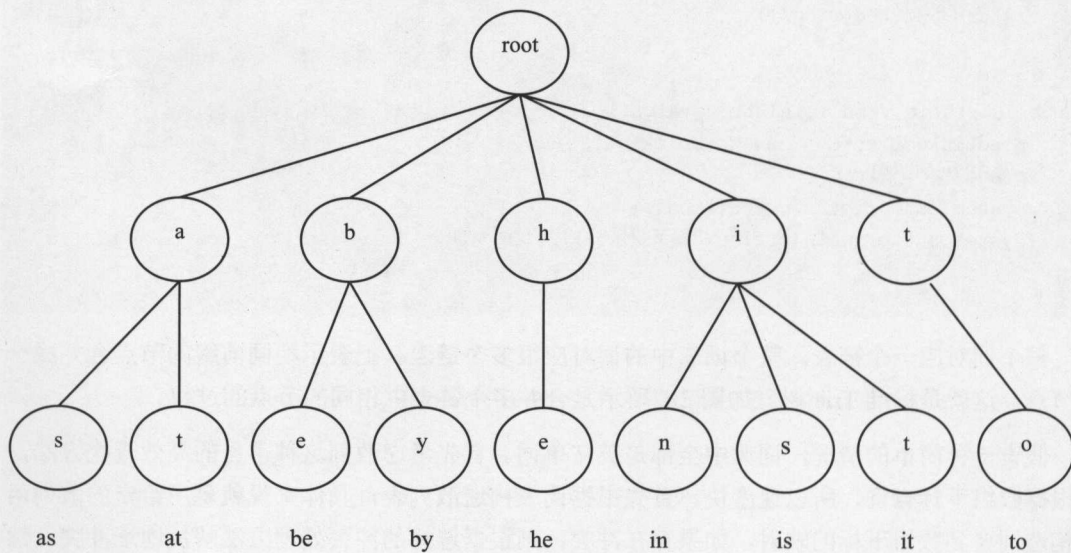 root
a b h i t
s t e y e n s t o
as at be by he in is it to